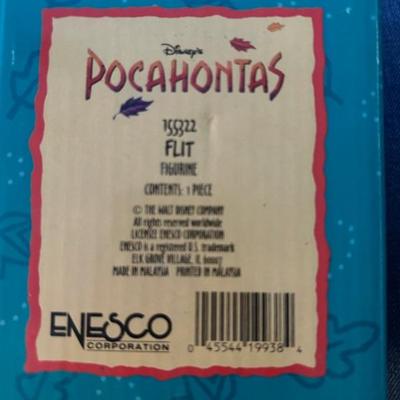 Disney's
POCAHONTAS
155322
FLIT
FIGURINE
CONTENTS: 1 PIECE
© THE WALT DISNEY COMPANY
All rights reserved worldwide
LICENSEE ENESCO CORPORATION
ENESCO is a registered U.S. trademark
ELK GROVE VILLAGE, IL 60007
MADE IN MALAYSIA PRINTED IN MALAYSIA
ENESCO
CORPORATION
0 45544 19938 4